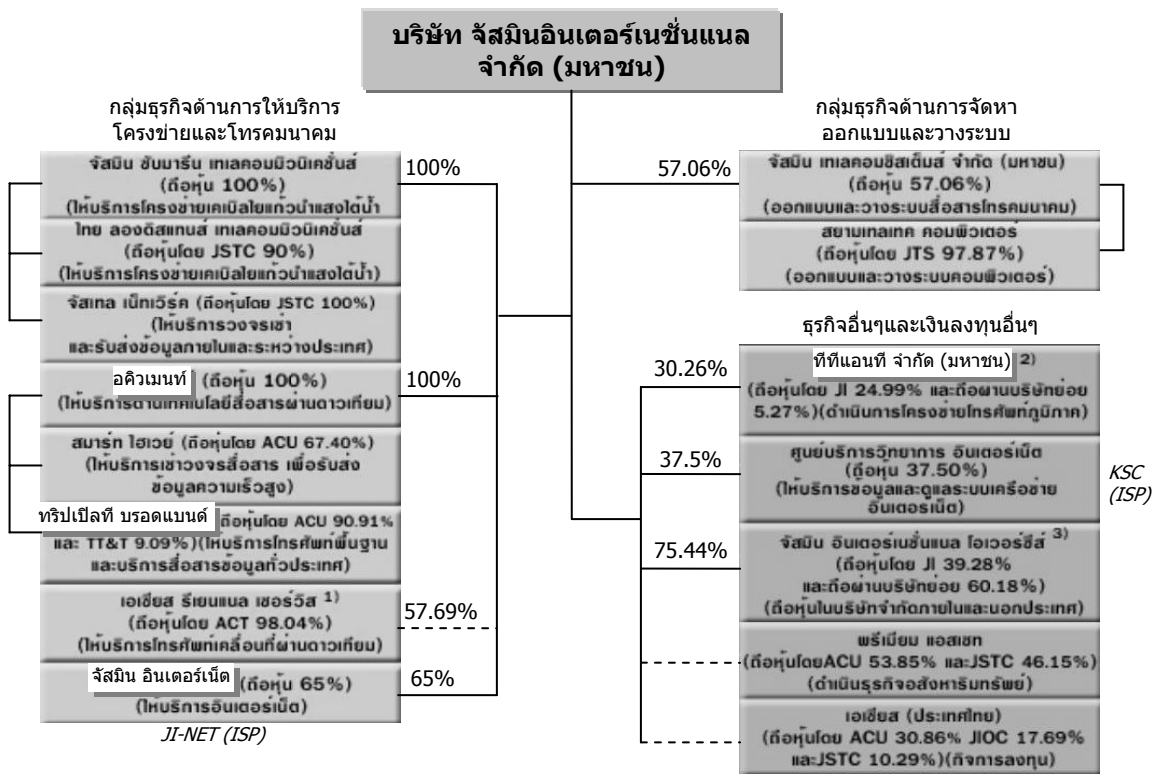 บริษัท จัสมินอินเตอร์เนชั่นแนล
จำกัด (มหาชน)
กลุ่มธุรกิจด้านการให้บริการ
โครงข่ายและโทรคมนาคม
จัสมิน ซับมารีน เทเลคอมมิวนิเคชั่นส์
(ถือหุ้น 100%)
(ให้บริการโครงข่ายเคเบิลใยแก้วนำแสงใต้น้ำ
100%
ไทย ลองดิสแทนส์ เทเลคอมมิวนิเคชั่นส์
(ถือหุ้นโดย JSTC 90%)
(ให้บริการโครงข่ายเคเบิลใยแก้วนำแสงใต้น้ำ)
จัสเทล เน็ทเวิร์ค (ถือหุ้นโดย JSTC 100%)
(ให้บริการวงจรเช่า
และรับส่งข้อมูลภายในและระหว่างประเทศ)
อคิวเมนท์ (ถือหุ้น 100%)
(ให้บริการด้านเทคโนโลยีสื่อสารผ่านดาวเทียม)
100%
สมาร์ท ไฮเวย์ (ถือหุ้นโดย ACU 67.40%)
(ให้บริการเช่าวงจรสื่อสาร เพื่อรับส่ง
ข้อมูลความเร็วสูง)
ทริปเปิลที บรอดแบนด์ ถือหุ้นโดย ACU 90.91%
และ TT&T 9.09%)(ให้บริการโทรศัพท์พื้นฐาน
และบริการสื่อสารข้อมูลทั่วประเทศ)
เอเซียส รีเยนแนล เซอร์วิส 1)
(ถือหุ้นโดย ACT 98.04%)
(ให้บริการโทรศัพท์เคลื่อนที่ผ่านดาวเทียม)
57.69%
จัสมิน อินเตอร์เน็ต (ถือหุ้น 65%)
(ให้บริการอินเตอร์เน็ต)
65%
JI-NET (ISP)
กลุ่มธุรกิจด้านการจัดหา
ออกแบบและวางระบบ
57.06%
จัสมิน เทเลคอมซิสเต็มส์ จำกัด (มหาชน)
(ถือหุ้น 57.06%)
(ออกแบบและวางระบบสื่อสารโทรคมนาคม)
สยามเทลเทค คอมพิวเตอร์
(ถือหุ้นโดย JTS 97.87%)
(ออกแบบและวางระบบคอมพิวเตอร์)
ธุรกิจอื่นๆและเงินลงทุนอื่นๆ
30.26%
ทีทีแอนที จำกัด (มหาชน) 2)
(ถือหุ้นโดย JI 24.99% และถือผ่านบริษัทย่อย
5.27%)(ดำเนินการโครงข่ายโทรศัพท์ภูมิภาค)
37.5%
ศูนย์บริการวิทยาการ อินเตอร์เน็ต
(ถือหุ้น 37.50%)
(ให้บริการข้อมูลและดูแลระบบเครือข่าย
อินเตอร์เน็ต)
KSC
(ISP)
75.44%
จัสมิน อินเตอร์เนชั่นแนล โอเวอร์ซีส์ 3)
(ถือหุ้นโดย JI 39.28%
และถือผ่านบริษัทย่อย 60.18%)
(ถือหุ้นในบริษัทจำกัดภายในและนอกประเทศ)
พรีเมียม แอสเซท
(ถือหุ้นโดยACU 53.85% และJSTC 46.15%)
(ดำเนินธุรกิจอสังหาริมทรัพย์)
เอเซียส (ประเทศไทย)
(ถือหุ้นโดย ACU 30.86% JIOC 17.69%
และJSTC 10.29%)(กิจการลงทุน)